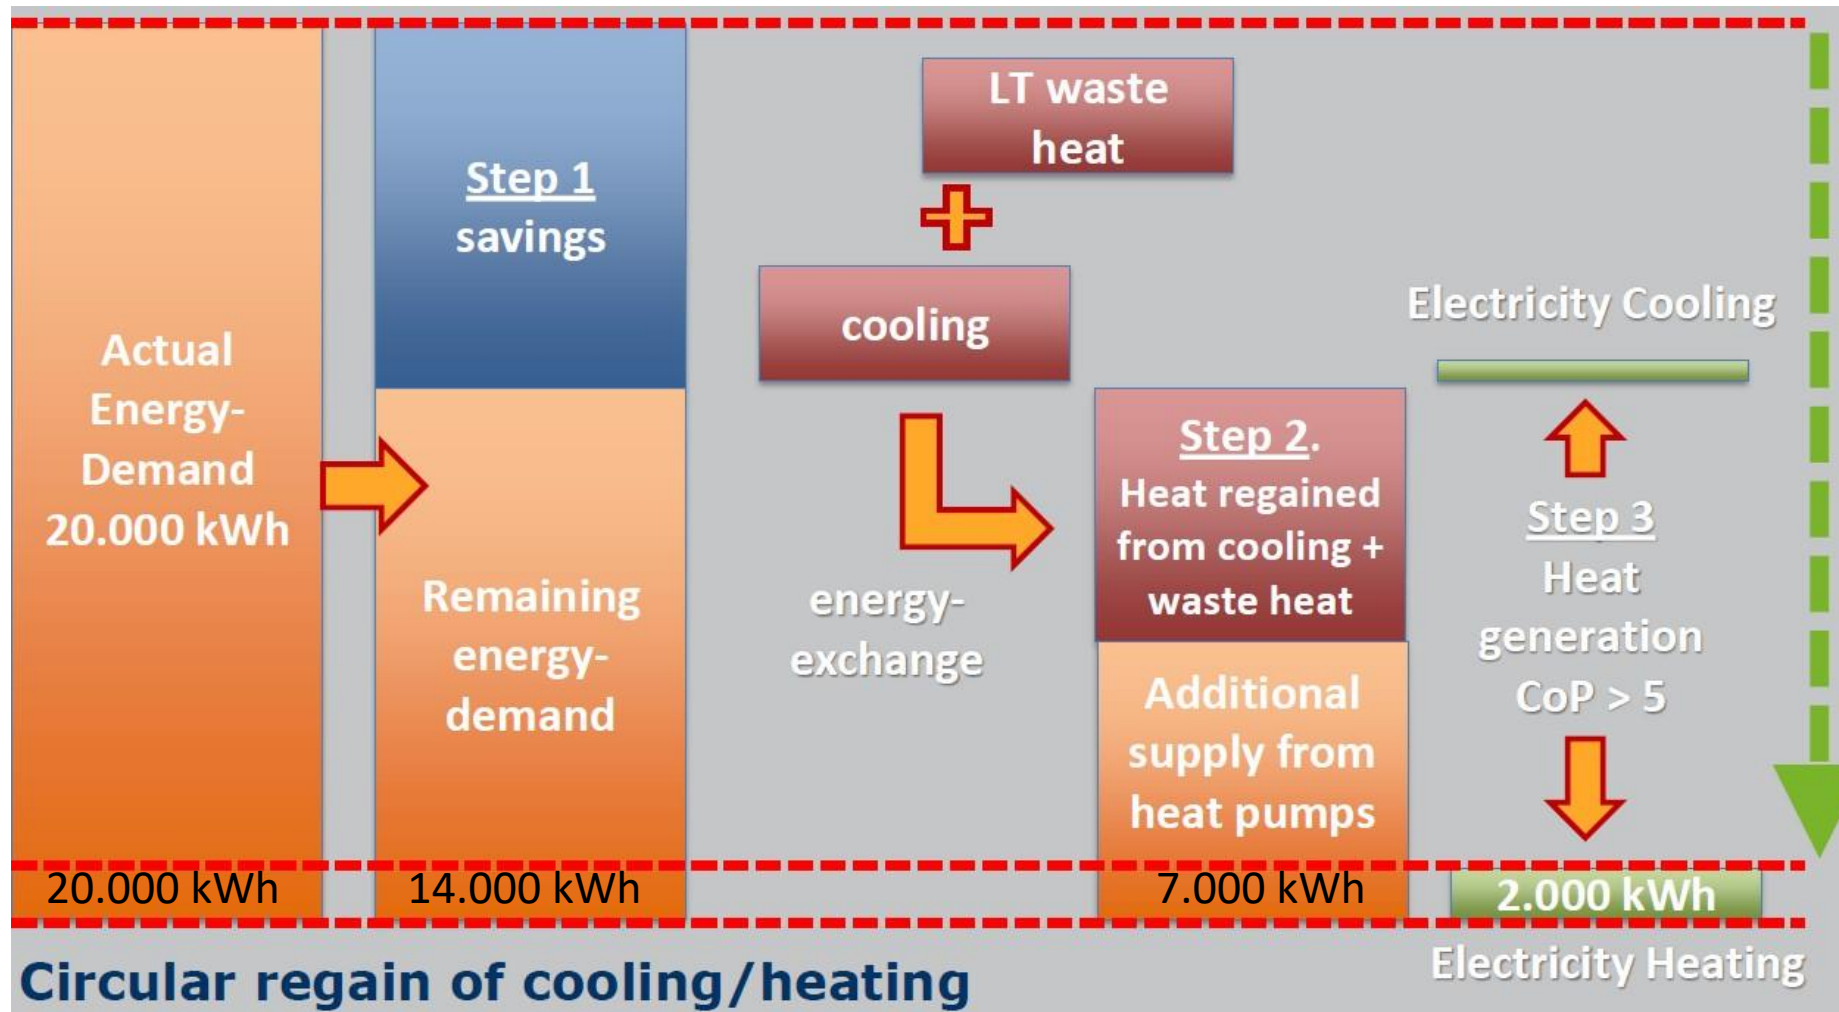 Actual
Energy-
Demand
20.000 kWh
20.000 kWh
Step 1
savings
Remaining
energy-
demand
14.000 kWh
LT waste
heat
cooling
energy-
exchange
Step 2.
Heat regained
from cooling +
waste heat
Additional
supply from
heat pumps
7.000 kWh
Electricity Cooling
Step 3
Heat
generation
CoP > 5
2.000 kWh
Electricity Heating
Circular regain of cooling/heating